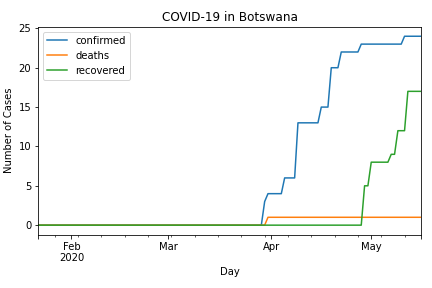 COVID-19 in Botswana
confirmed
deaths
recovered
Number of Cases
25
20
15
10
5
0
Feb
2020
Mar
Apr
May
Day